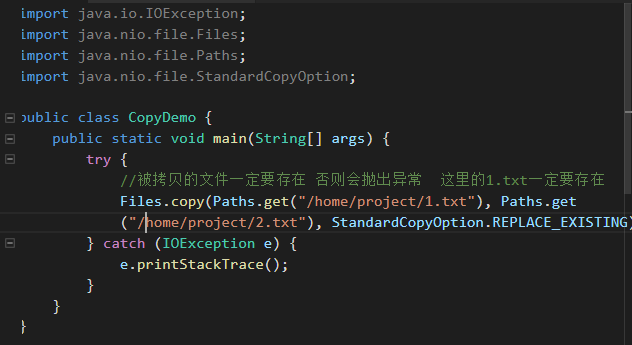 import java.io.IOException;
import java.nio.file.Files;
import java.nio.file.Paths;
import java.nio.file.StandardCopyOption;
public class CopyDemo {
public static void main(String[] args) {
try {
//被拷贝的文件一定要存在 否则会抛出异常  这里的1.txt一定要存在
Files.copy(Paths.get("/home/project/1.txt"), Paths.get
("/home/project/2.txt"), StandardCopyOption.REPLACE_EXISTING)
} catch (IOException e) {
e.printStackTrace();
}
}
}